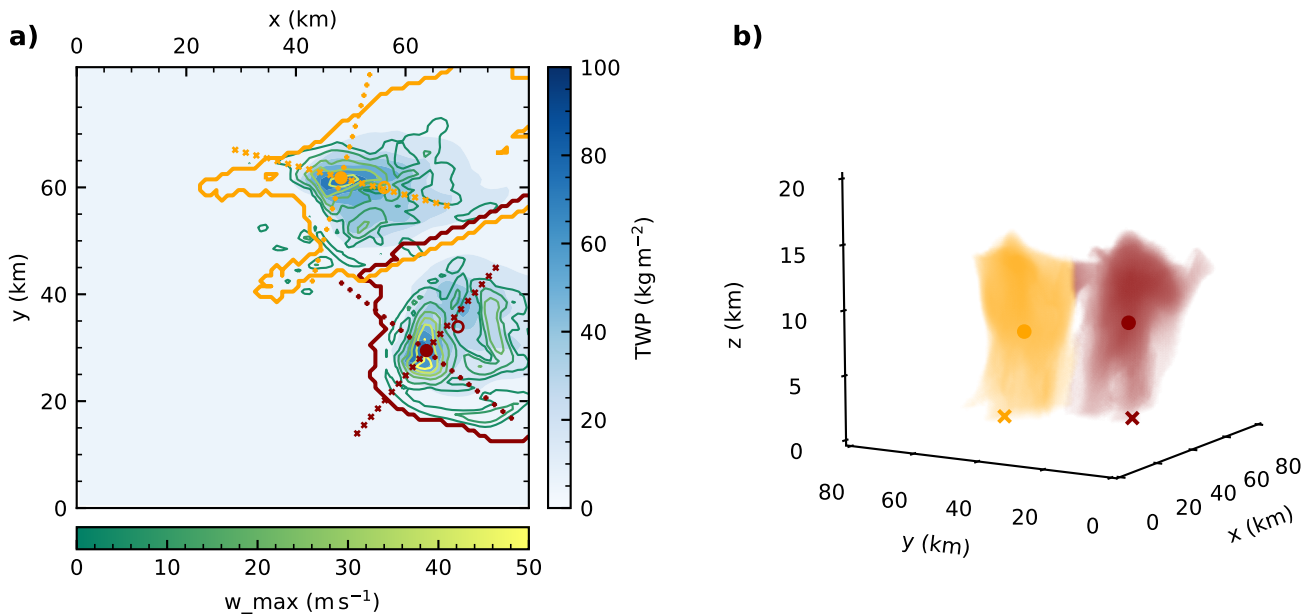 a)
x (km)
0 20 40 60
60
40
20
0
y (km)
100
80
60
40
20
0
TWP (kg m⁻²)
0 10 20 30 40 50
w_max (m s⁻¹)
b)
20
15
10
5
0
z (km)
80 60 40 20 0
y (km)
0 20 40 60 80
x (km)